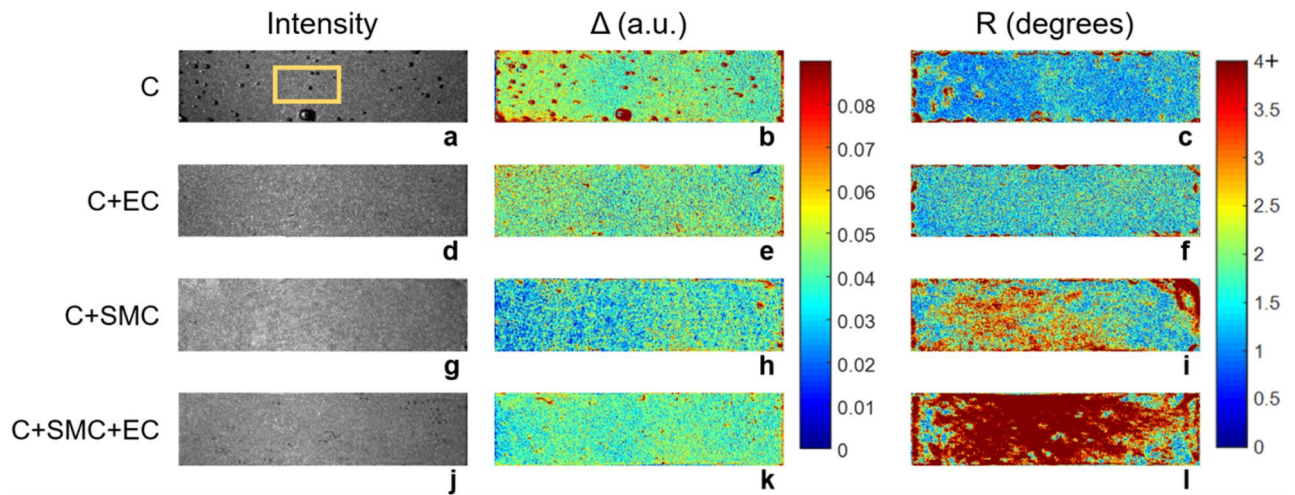 Intensity
Δ (a.u.)
R (degrees)
C
a
b
c
C+EC
d
e
f
C+SMC
g
h
i
C+SMC+EC
j
k
l
0.08
0.07
0.06
0.05
0.04
0.03
0.02
0.01
0
4+
3.5
3
2.5
2
1.5
1
0.5
0